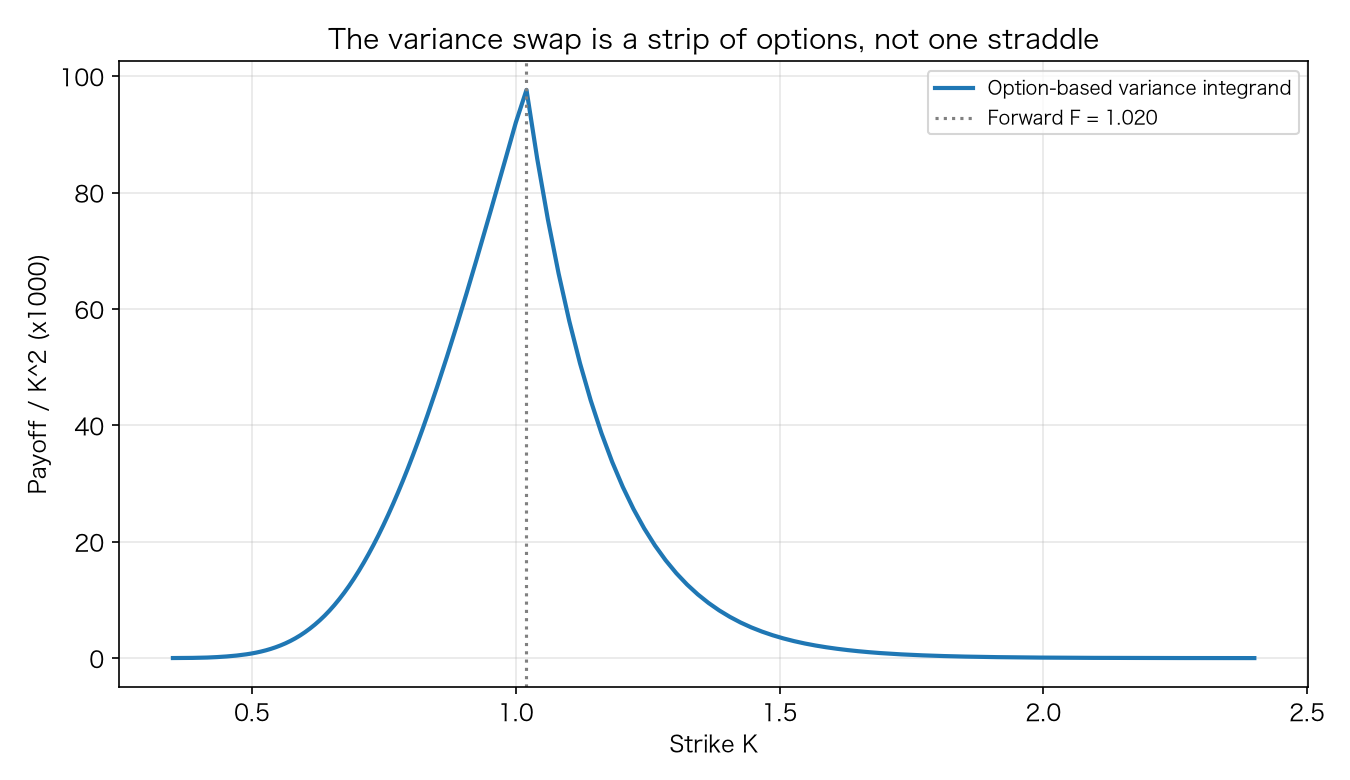 The variance swap is a strip of options, not one straddle
Option-based variance integrand
Forward F = 1.020
Payoff / K^2 (x1000)
100
80
60
40
20
0
0.5
1.0
1.5
2.0
2.5
Strike K